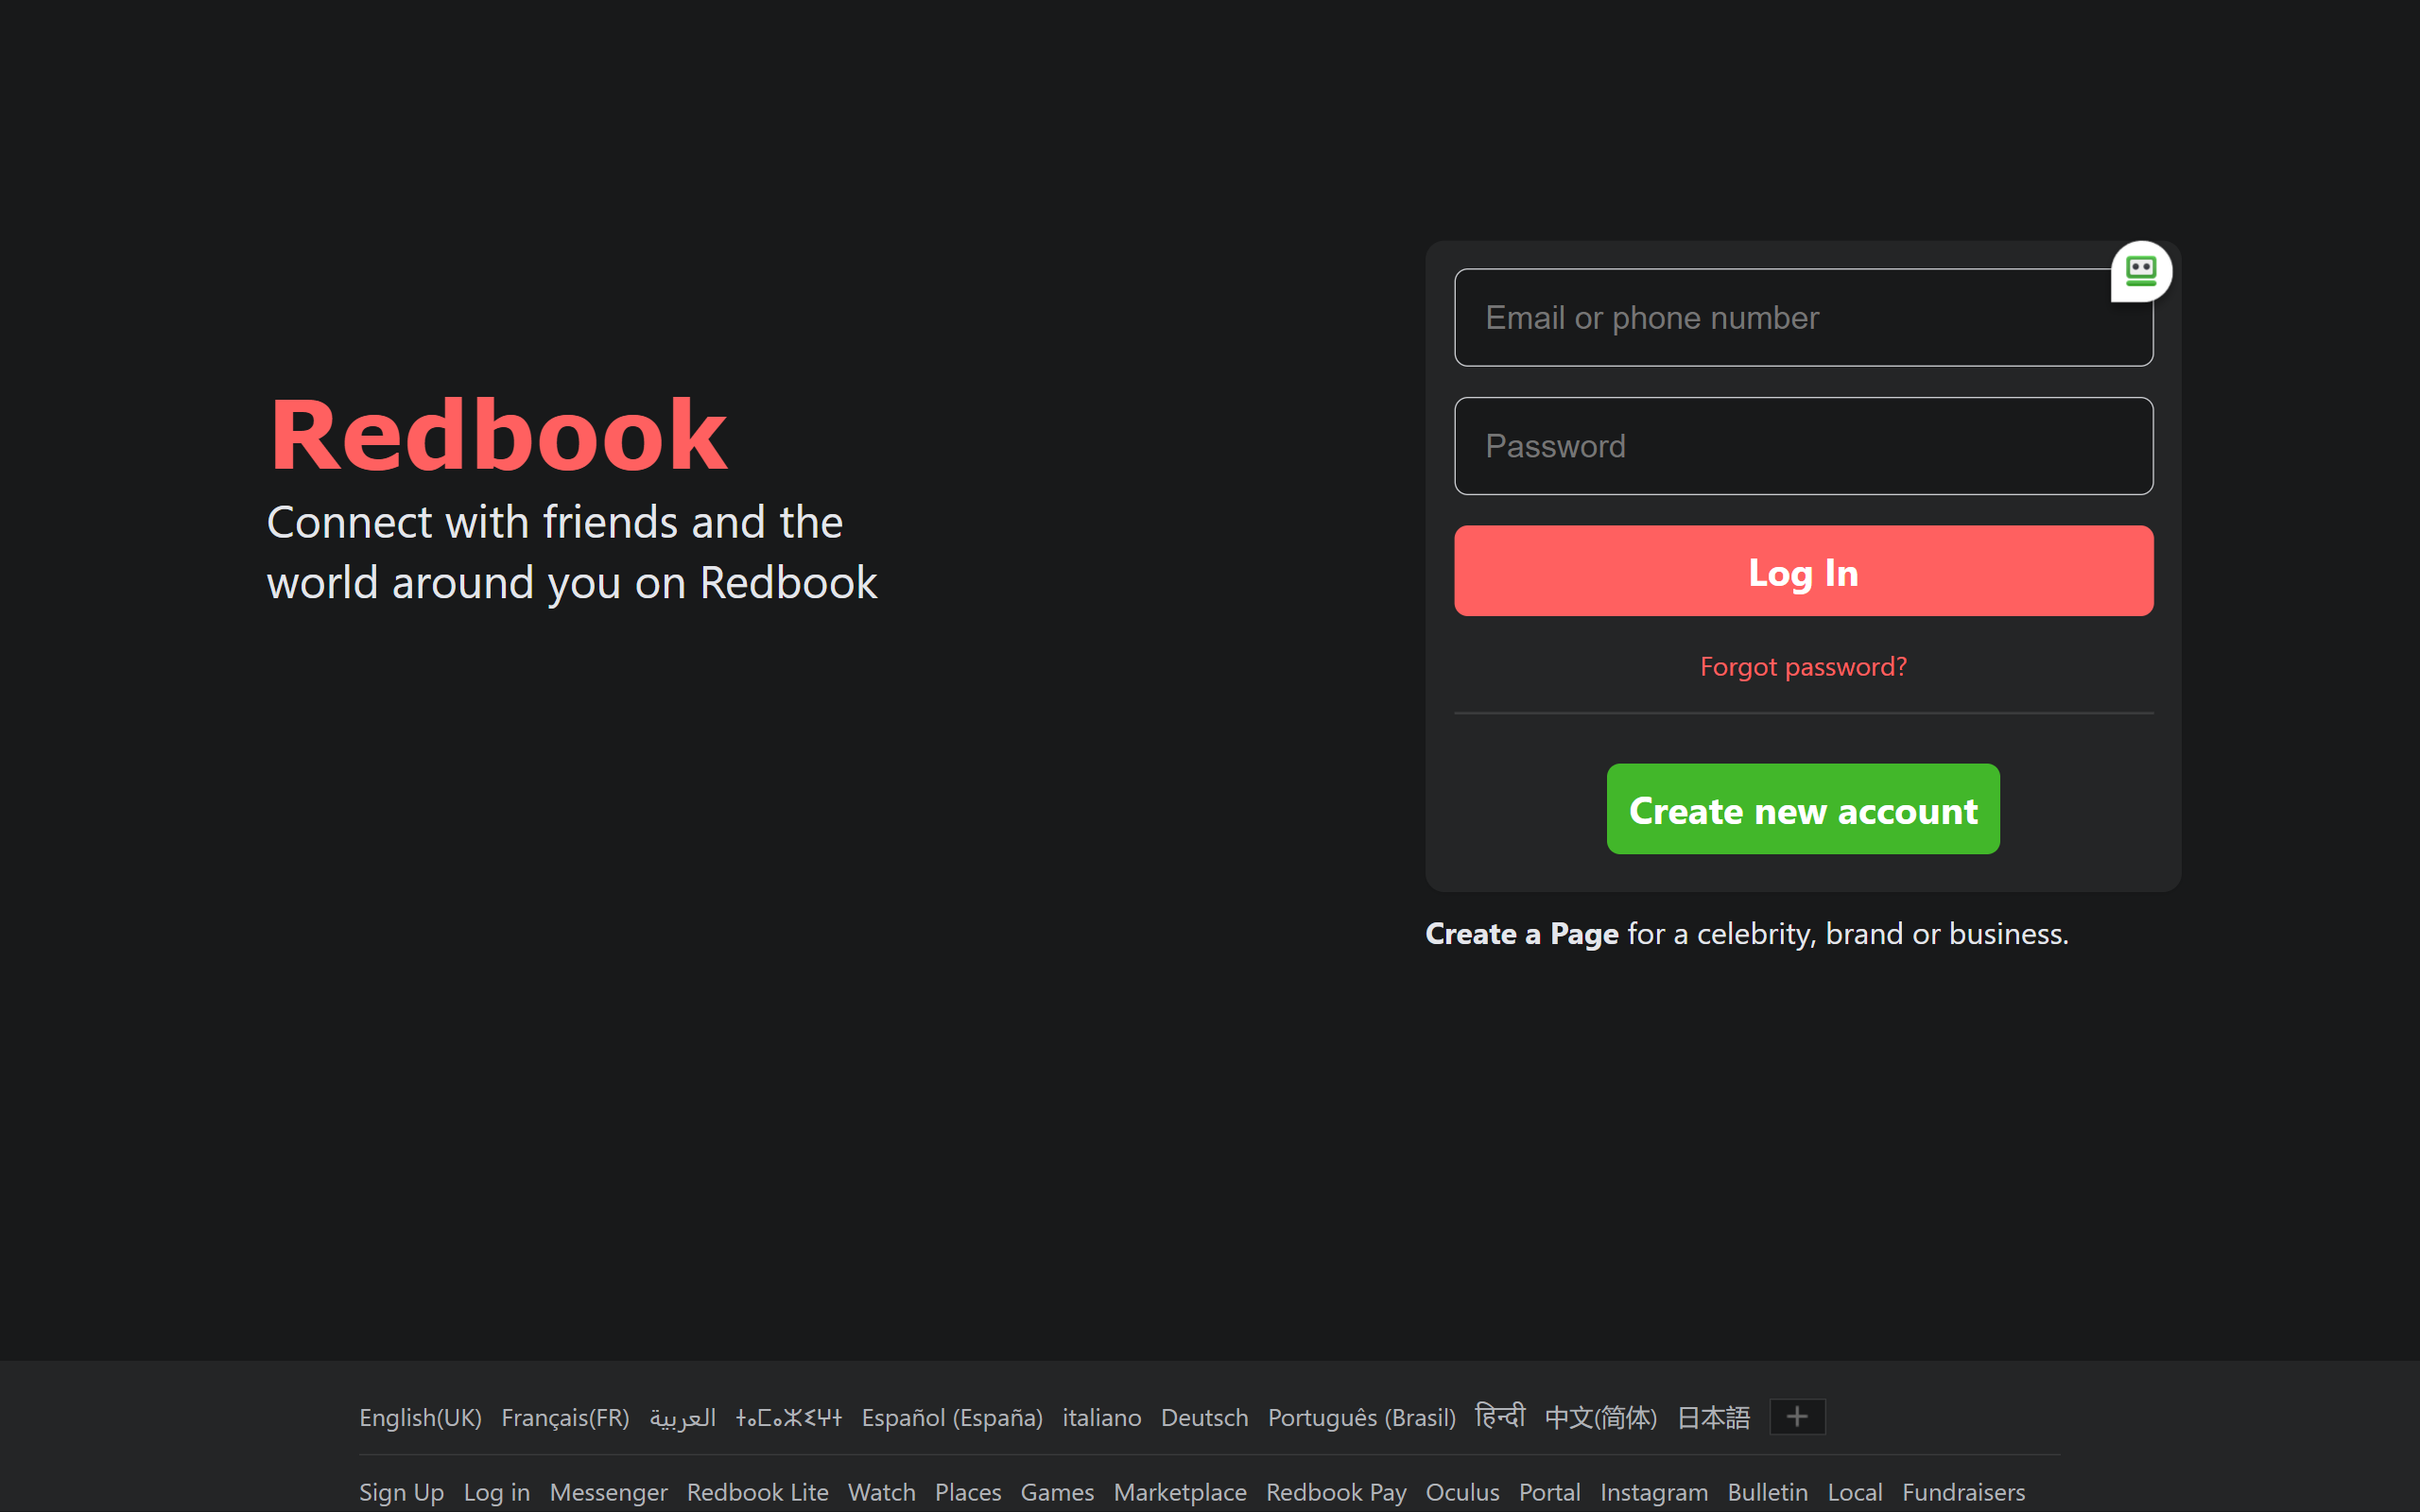 Redbook
Connect with friends and the
world around you on Redbook
Email or phone number
Password
Log In
Forgot password?
Create new account
Create a Page for a celebrity, brand or business.
English(UK) Français(FR) العربية ⵜⴰⵎⴰⵣⵉⵖⵜ Español (España) italiano Deutsch Português (Brasil) हिन्दी 中文(简体) 日本語 +
Sign Up Log in Messenger Redbook Lite Watch Places Games Marketplace Redbook Pay Oculus Portal Instagram Bulletin Local Fundraisers